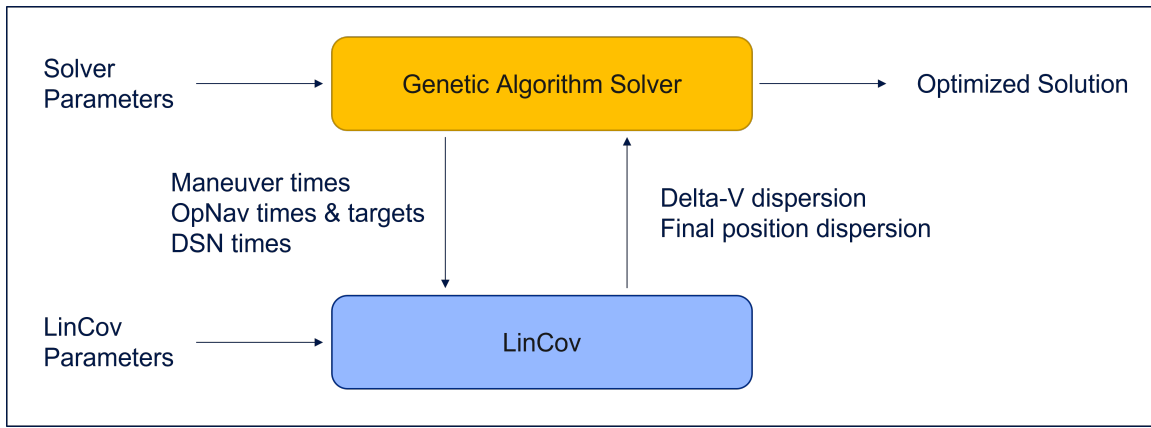 Solver
Parameters
Genetic Algorithm Solver
Optimized Solution
Maneuver times
OpNav times & targets
DSN times
Delta-V dispersion
Final position dispersion
LinCov
Parameters
LinCov